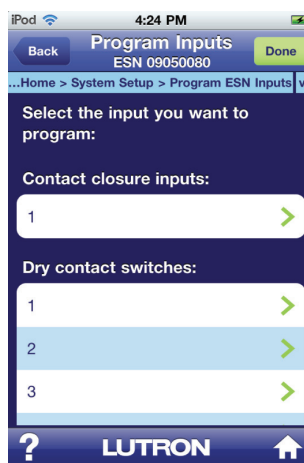 iPod 4:24 PM
Back Program Inputs Done
ESN 09050080
...Home > System Setup > Program ESN Inputs
Select the input you want to
program:
Contact closure inputs:
1
Dry contact switches:
1
2
3
? LUTRON